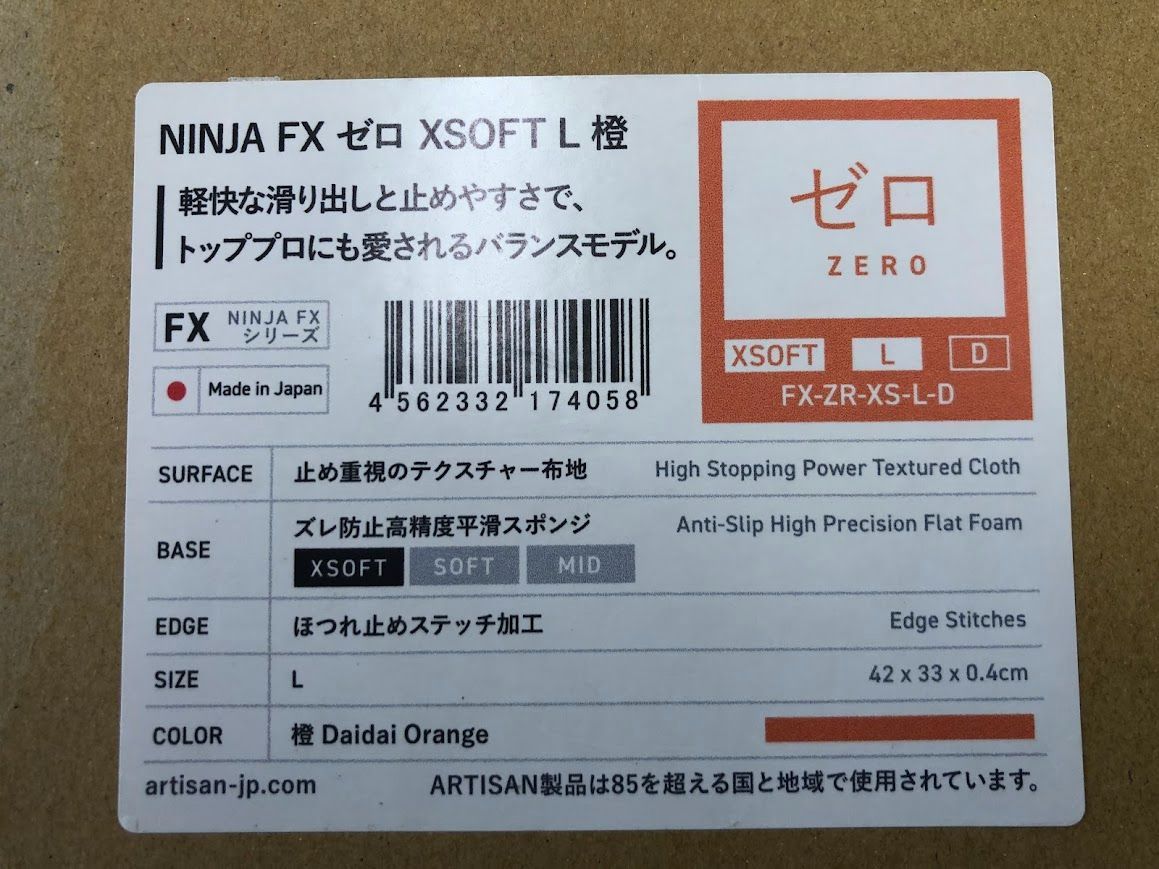 NINJA FX ゼロ XSOFT L 橙
軽快な滑り出しと止めやすさで、
トッププロにも愛されるバランスモデル。
FX NINJA FX
シリーズ
Made in Japan
4 562332 174058
ゼロ
ZERO
XSOFT L D
FX-ZR-XS-L-D
SURFACE 止め重視のテクスチャー布地 High Stopping Power Textured Cloth
BASE ズレ防止高精度平滑スポンジ Anti-Slip High Precision Flat Foam
XSOFT SOFT MID
EDGE ほつれ止めステッチ加工 Edge Stitches
SIZE L 42 x 33 x 0.4cm
COLOR 橙 Daidai Orange
artisan-jp.com ARTISAN製品は85を超える国と地域で使用されています。